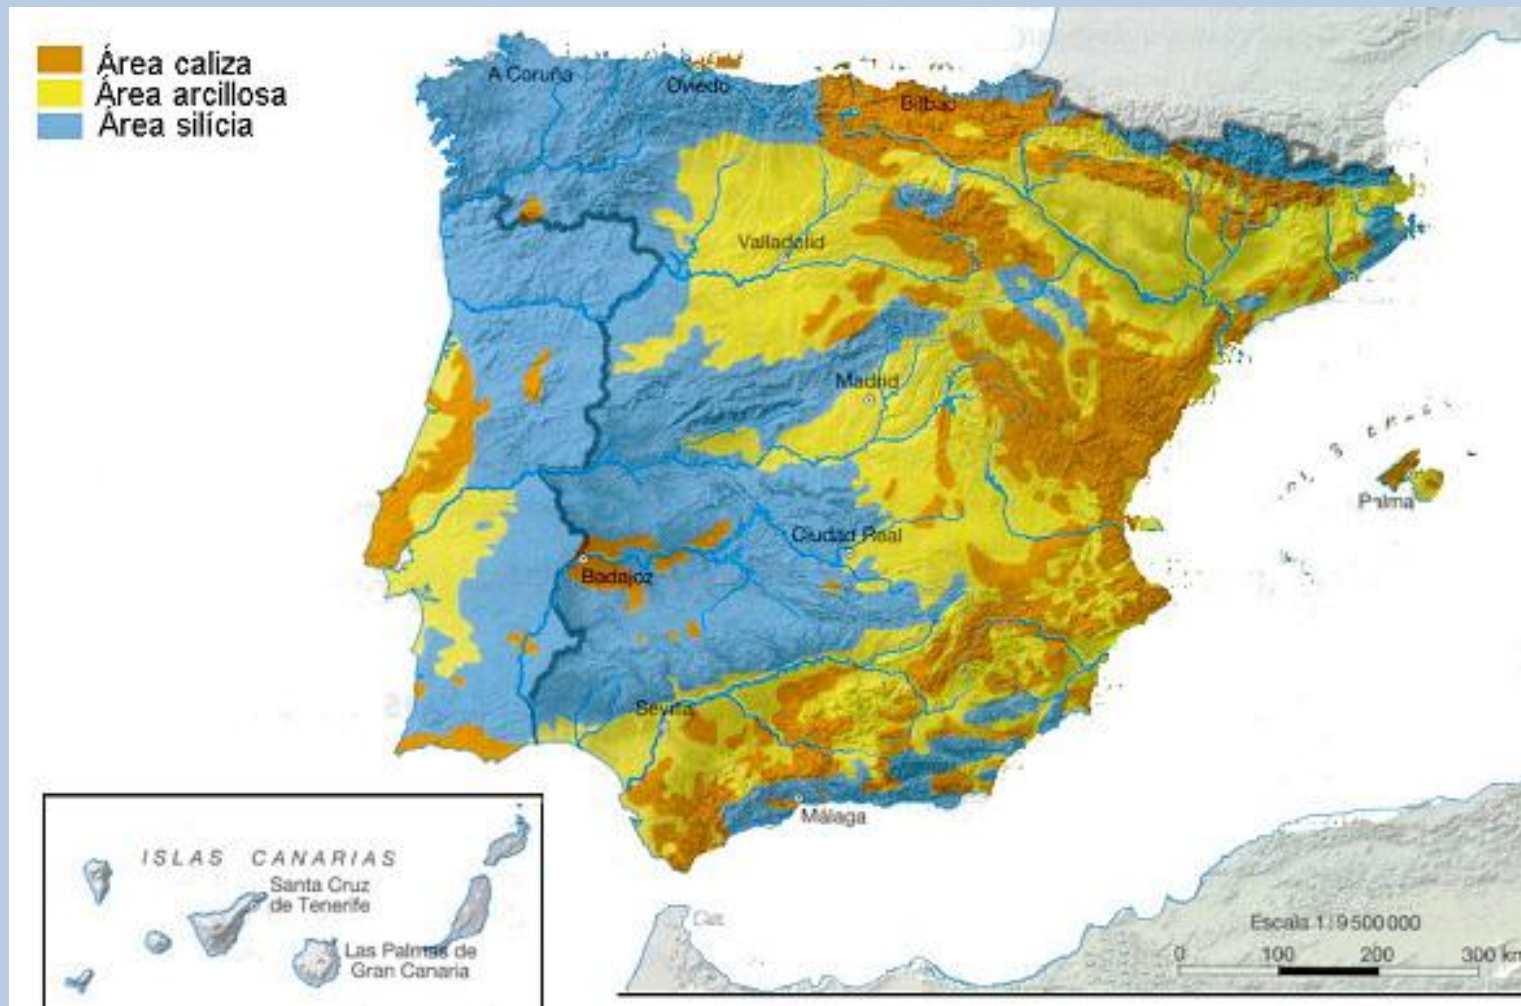 Área caliza
Área arcillosa
Área silícia
A Coruña
Oviedo
Bilbao
Valladolid
Madrid
Palma
Ciudad Real
Badajoz
Sevilla
Málaga
ISLAS CANARIAS
Santa Cruz
de Tenerife
Las Palmas de
Gran Canaria
Escala 1:9 500 000
0 100 200 300 km